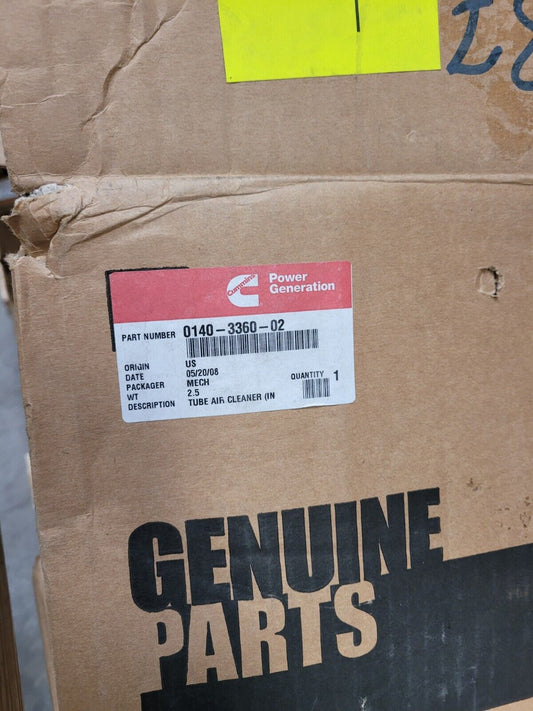 Cummins
Power
Generation
PART NUMBER 0140-3360-02
ORIGIN US
DATE 05/20/08
PACKAGER MECH
WT 2.5
DESCRIPTION TUBE AIR CLEANER (IN
QUANTITY 1
GENUINE
PARTS